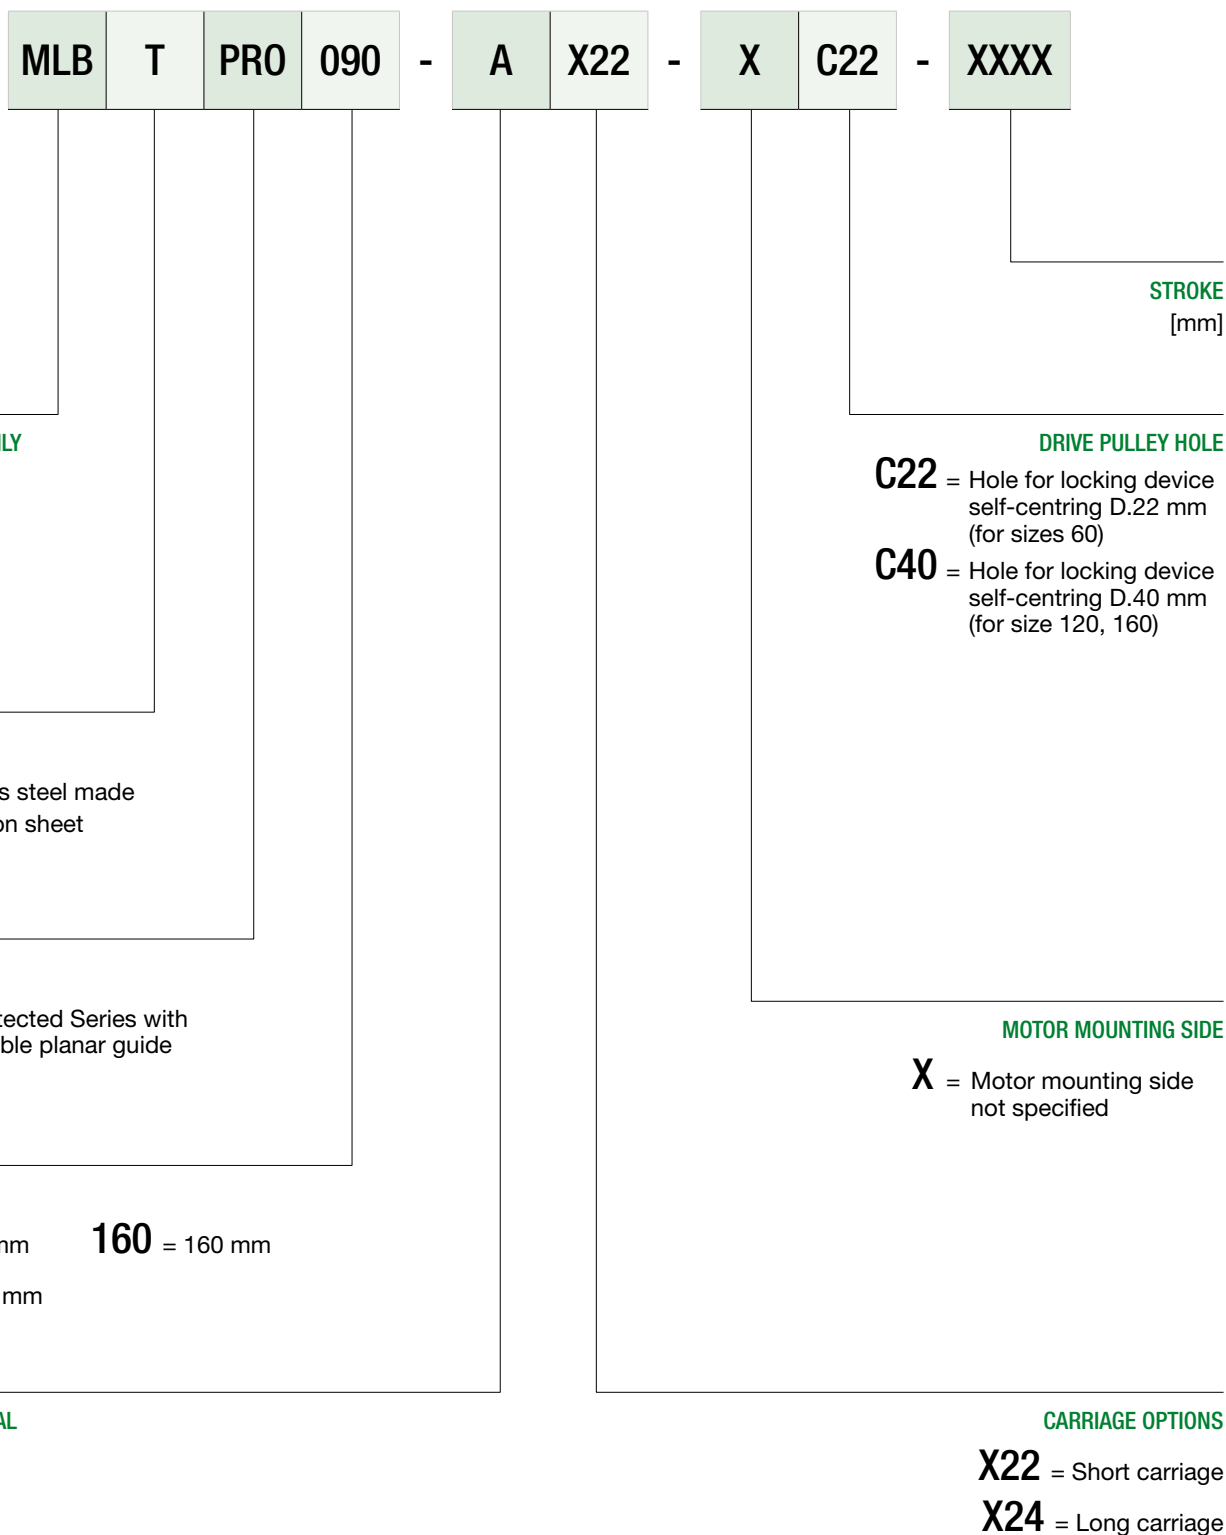 MLB T PRO 090 - A X22 - X C22 - XXXX
STROKE
[mm]
DRIVE PULLEY HOLE
C22 = Hole for locking device
self-centring D.22 mm
(for sizes 60)
C40 = Hole for locking device
self-centring D.40 mm
(for size 120, 160)
steel made
sheet
Series with
planar guide
MOTOR MOUNTING SIDE
X = Motor mounting side
not specified
160 = 160 mm
mm
CARRIAGE OPTIONS
X22 = Short carriage
X24 = Long carriage